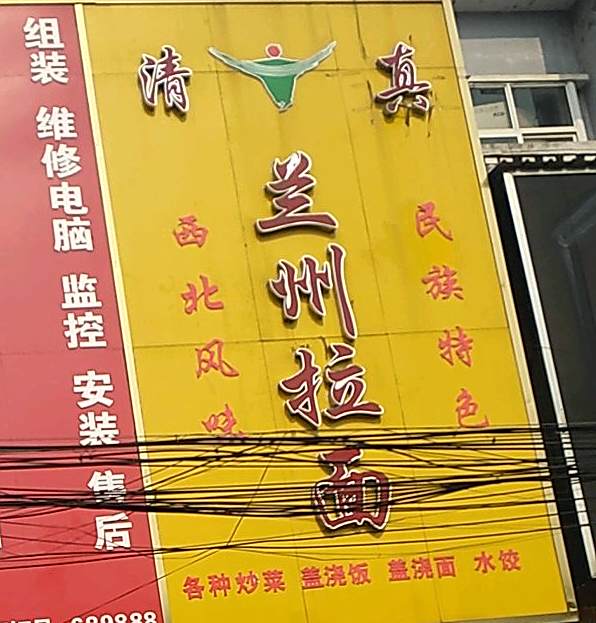 组装 维修电脑 监控 安装 售后
689888
清真
兰州拉面
西北风味
民族特色
各种炒菜 盖浇饭 盖浇面 水饺